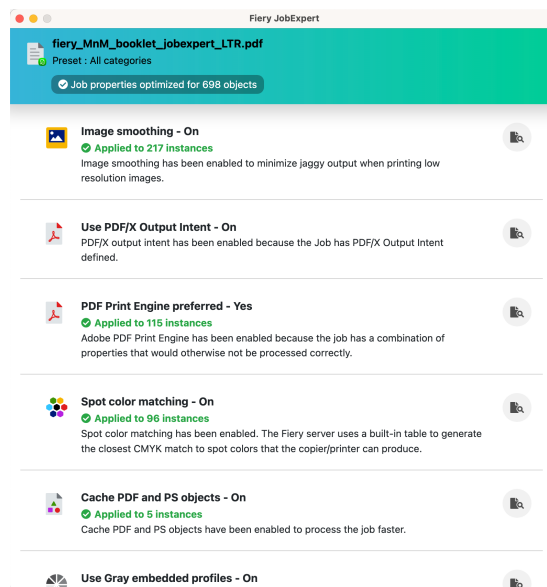 Fiery JobExpert
fiery_MnM_booklet_jobexpert_LTR.pdf
Preset : All categories
Job properties optimized for 698 objects
Image smoothing - On
Applied to 217 instances
Image smoothing has been enabled to minimize jaggy output when printing low
resolution images.
Use PDF/X Output Intent - On
PDF/X output intent has been enabled because the Job has PDF/X Output Intent
defined.
PDF Print Engine preferred - Yes
Applied to 115 instances
Adobe PDF Print Engine has been enabled because the job has a combination of
properties that would otherwise not be processed correctly.
Spot color matching - On
Applied to 96 instances
Spot color matching has been enabled. The Fiery server uses a built-in table to generate
the closest CMYK match to spot colors that the copier/printer can produce.
Cache PDF and PS objects - On
Applied to 5 instances
Cache PDF and PS objects have been enabled to process the job faster.
Use Gray embedded profiles - On